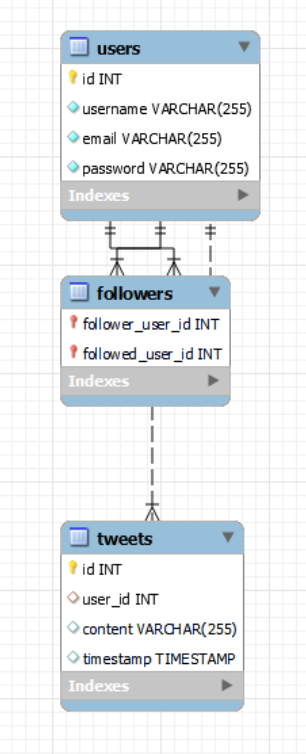 users
id INT
username VARCHAR(255)
email VARCHAR(255)
password VARCHAR(255)
Indexes
followers
follower_user_id INT
followed_user_id INT
Indexes
tweets
id INT
user_id INT
content VARCHAR(255)
timestamp TIMESTAMP
Indexes